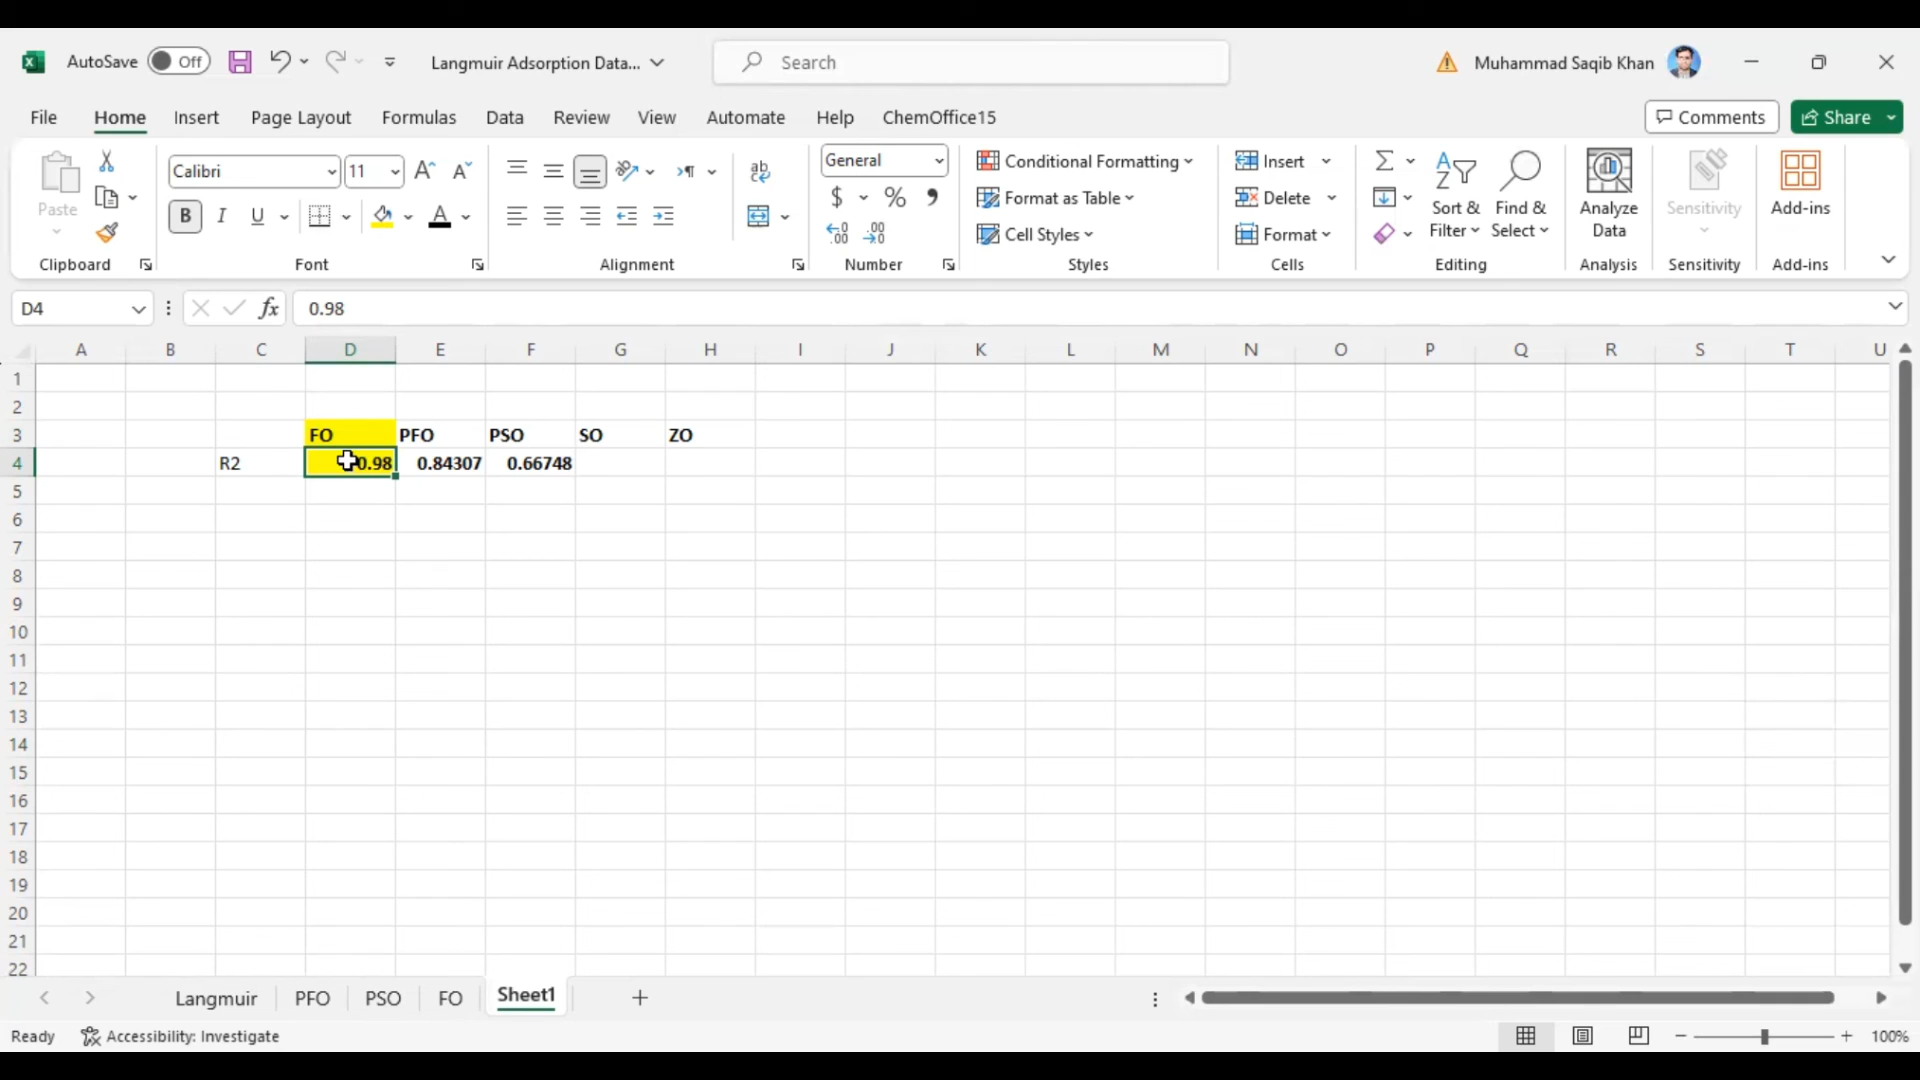 AutoSave Off Langmuir Adsorption Data... Search Muhammad Saqib Khan
File Home Insert Page Layout Formulas Data Review View Automate Help ChemOffice15 Comments Share
Paste Calibri 11 General Conditional Formatting Insert Sort & Filter Find & Select Analyze Data Sensitivity Add-ins
B I U A $ % Format as Table Delete
Cell Styles Format
Clipboard Font Alignment Number Styles Cells Editing Analysis Sensitivity Add-ins
D4 fx 0.98
A B C D E F G H I J K L M N O P Q R S T U
1
2
3 FO PFO PSO SO ZO
4 R2 0.98 0.84307 0.66748
5
6
7
8
9
10
11
12
13
14
15
16
17
18
19
20
21
22
Langmuir PFO PSO FO Sheet1
Ready Accessibility: Investigate 100%